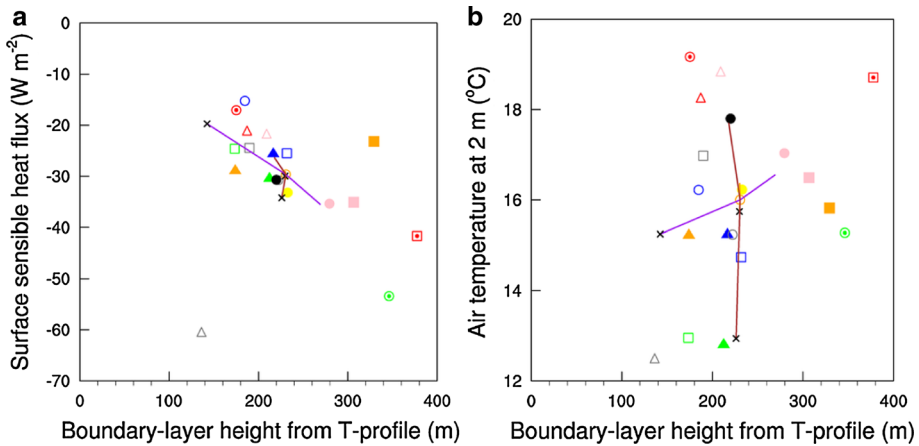 a
Surface sensible heat flux (W m-2)
0
-10
-20
-30
-40
-50
-60
-70
0 100 200 300 400
Boundary-layer height from T-profile (m)
b
Air temperature at 2 m (oC)
20
18
16
14
12
0 100 200 300 400
Boundary-layer height from T-profile (m)